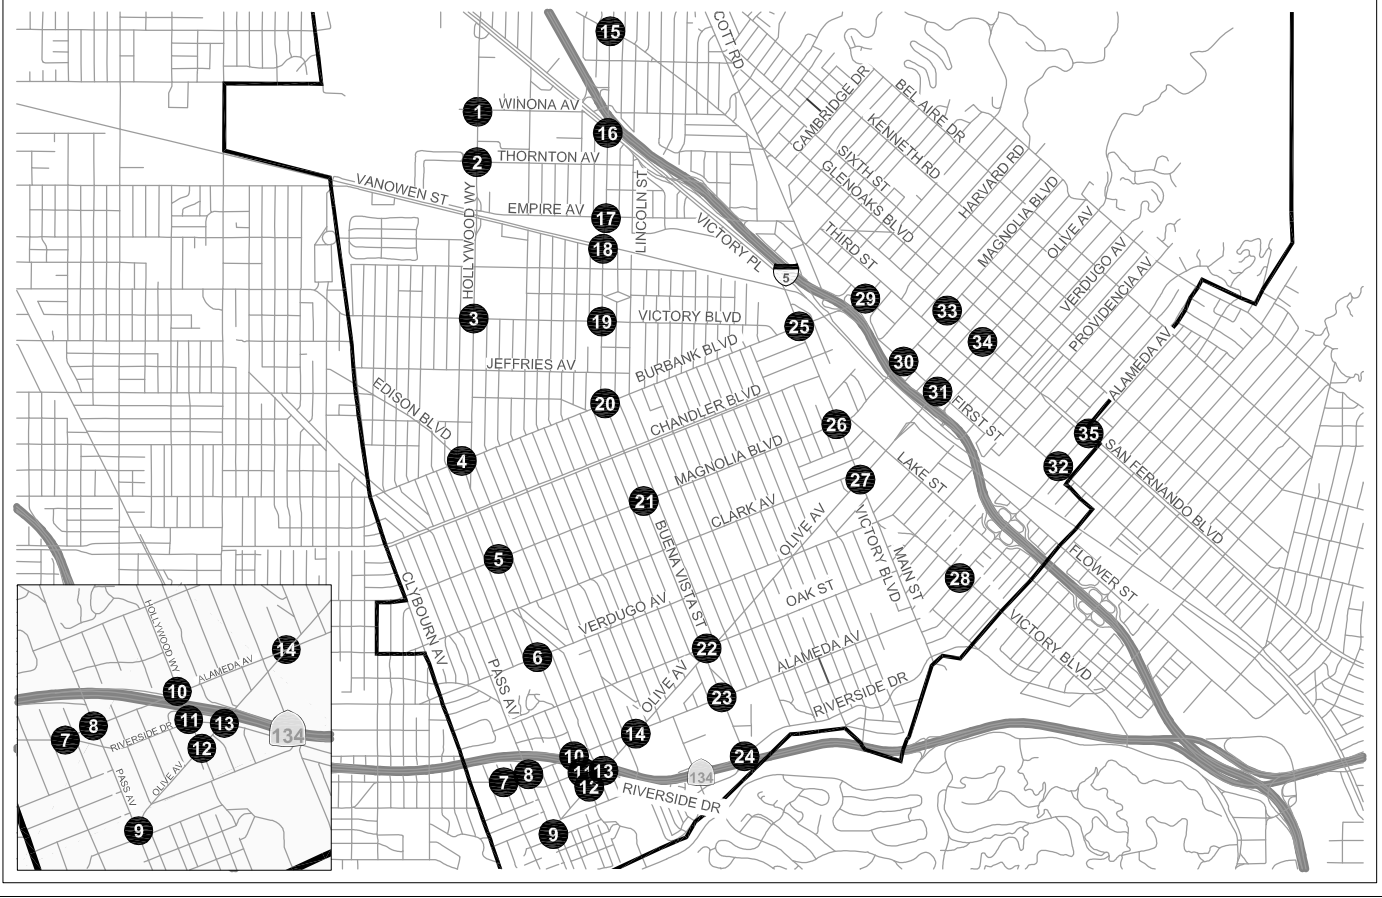 15
SCOTT RD
1
WINONA AV
16
CAMBRIDGE DR
BEL AIRE DR
KENNETH RD
2
THORNTON AV
SIXTH ST
GLENOAKS BLVD
HARVARD RD
VANOWEN ST
HOLLYWOOD WY
EMPIRE AV
17
LINCOLN ST
VICTORY PL
18
THIRD ST
MAGNOLIA BLVD
OLIVE AV
VERDUGO AV
PROVIDENCIA AV
5
29
33
3
19
VICTORY BLVD
25
34
JEFFRIES AV
BURBANK BLVD
30
ALAMEDA AV
EDISON BLVD
20
CHANDLER BLVD
31
FIRST ST
26
35
4
MAGNOLIA BLVD
LAKE ST
32
SAN FERNANDO BLVD
27
21
CLARK AV
OLIVE AV
5
BUENA VISTA ST
VICTORY BLVD
MAIN ST
28
FLOWER ST
CLYBOURN AV
VERDUGO AV
OAK ST
VICTORY BLVD
6
22
ALAMEDA AV
PASS AV
OLIVE AV
23
RIVERSIDE DR
14
10
24
7
8
11
13
12
134
RIVERSIDE DR
9
HOLLYWOOD WY
14
ALAMEDA AV
10
7
8
11
13
RIVERSIDE DR
12
134
PASS AV
OLIVE AV
9